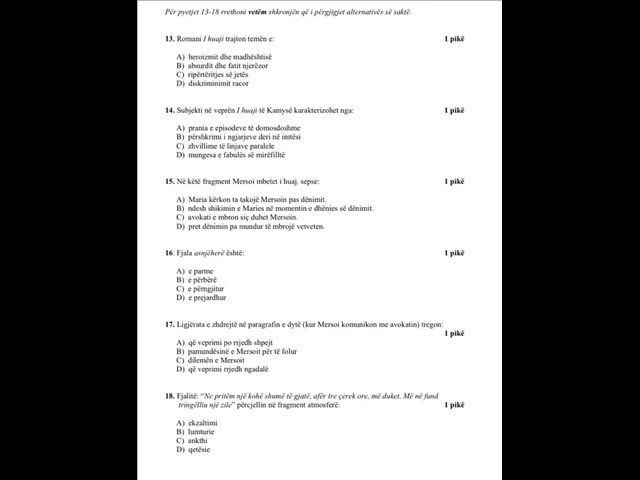 Për pyetjet 13-18 rrethoni vetëm shkronjën që i përgjigjet alternativës së saktë.
13. Romani I huaji trajton temën e: 1 pikë
A) heroizmit dhe madhështisë
B) absurdit dhe fatit njerëzor
C) ripërtëritjes së jetës
D) diskriminimit racor
14. Subjekti në veprën I huaji të Kamysë karakterizohet nga: 1 pikë
A) prania e episodeve të domosdoshme
B) përshkrimi i ngjarjeve deri në imtësi
C) zhvillime të linjave paralele
D) mungesa e fabulës së mirëfilltë
15. Në këtë fragment Mersoi mbetet i huaj, sepse: 1 pikë
A) Maria kërkon ta takojë Mersoin pas dënimit.
B) ndesh shikimin e Maries në momentin e dhënies së dënimit.
C) avokati e mbron siç duhet Mersoin.
D) pret dënimin pa mundur të mbrojë vetveten.
16. Fjala asnjëherë është: 1 pikë
A) e parme
B) e përbërë
C) e përngjitur
D) e prejardhur
17. Ligjërata e zhdrejtë në paragrafin e dytë (kur Mersoi komunikon me avokatin) tregon:
1 pikë
A) që veprimi po rrjedh shpejt
B) pamundësinë e Mersoit për të folur
C) dilemën e Mersoit
D) që veprimi rrjedh ngadalë
18. Fjalitë: “Ne pritëm një kohë shumë të gjatë, afër tre çerek ore, më duket. Më në fund
tringëlliu një zile” përcjellin në fragment atmosferë: 1 pikë
A) ekzaltimi
B) lumturie
C) ankthi
D) qetësie